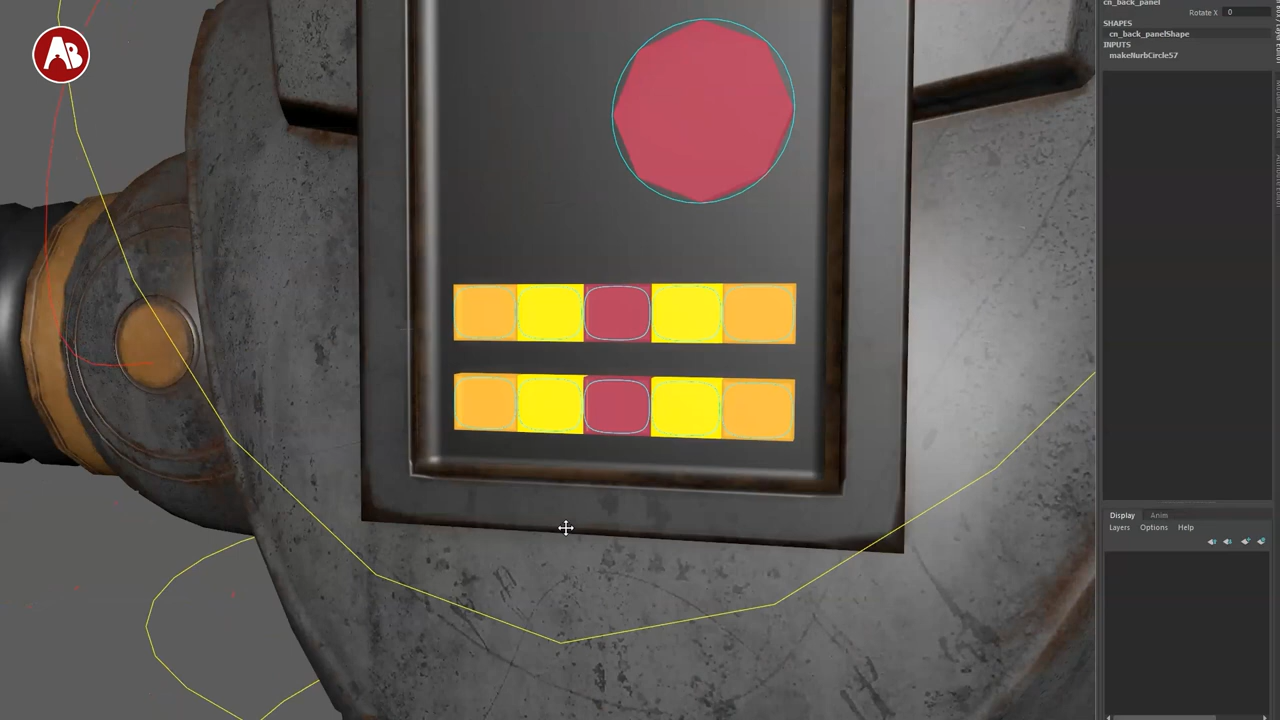 AB
cn_back_panel
Rotate X 0
SHAPES
cn_back_panelShape
INPUTS
makeNurbCircle57
Display Anim
Layers Options Help